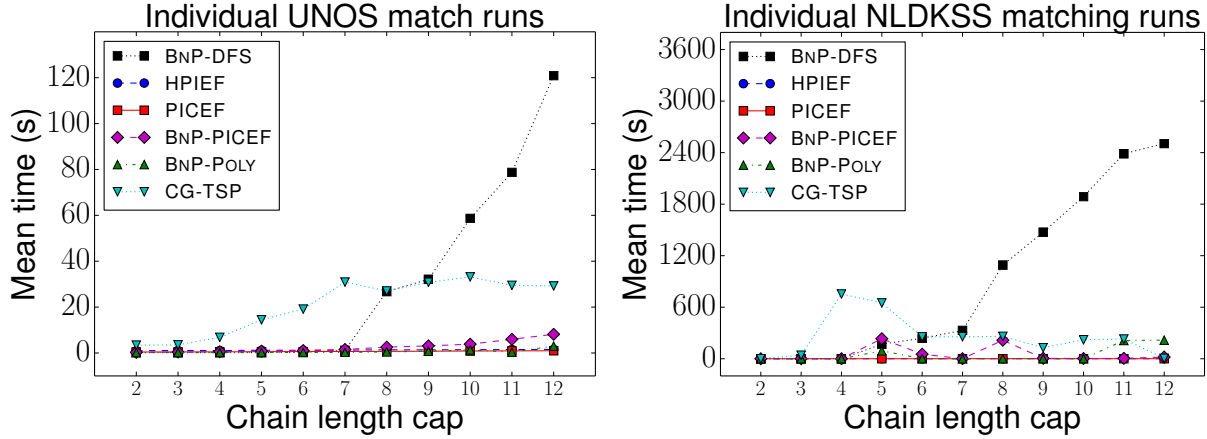 Individual UNOS match runs
Mean time (s)
120
100
80
60
40
20
0
BNP-DFS
HPIEF
PICEF
BNP-PICEF
BNP-POLY
CG-TSP
2 3 4 5 6 7 8 9 10 11 12
Chain length cap
Individual NLDKSS matching runs
Mean time (s)
3600
3000
2400
1800
1200
600
0
BNP-DFS
HPIEF
PICEF
BNP-PICEF
BNP-POLY
CG-TSP
2 3 4 5 6 7 8 9 10 11 12
Chain length cap